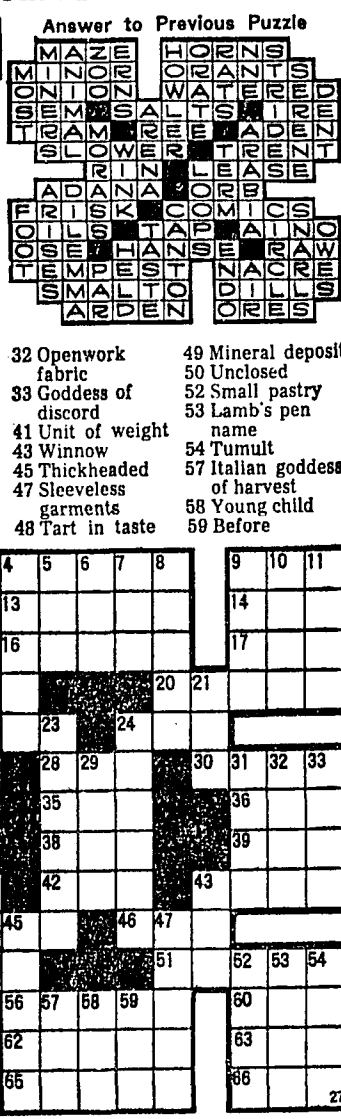 Answer to Previous Puzzle
MAZE HORNS
MINOR ORANTS
ONION WATERED
SEM SALTS IRE
TRAM REE ADEN
SLOWER TRENT
RIN LEASE
ADANA ORB
FRISK COMICS
OILS TAP AINO
OSE HANSE RAW
TEMPEST NACRE
SMALTO DILLS
ARDEN ORES
32 Openwork
fabric
33 Goddess of
discord
41 Unit of weight
43 Winnow
45 Thickheaded
47 Sleeveless
garments
48 Tart in taste
49 Mineral deposit
50 Unclosed
52 Small pastry
53 Lamb's pen
name
54 Tumult
57 Italian goddess
of harvest
58 Young child
59 Before
4 5 6 7 8 9 10 11
13 14
16 17
20 21
23 24
28 29 30 31 32 33
35 36
38 39
42 43
45 46 47
51 52 53 54
56 57 58 59 60
62 63
65 66
27